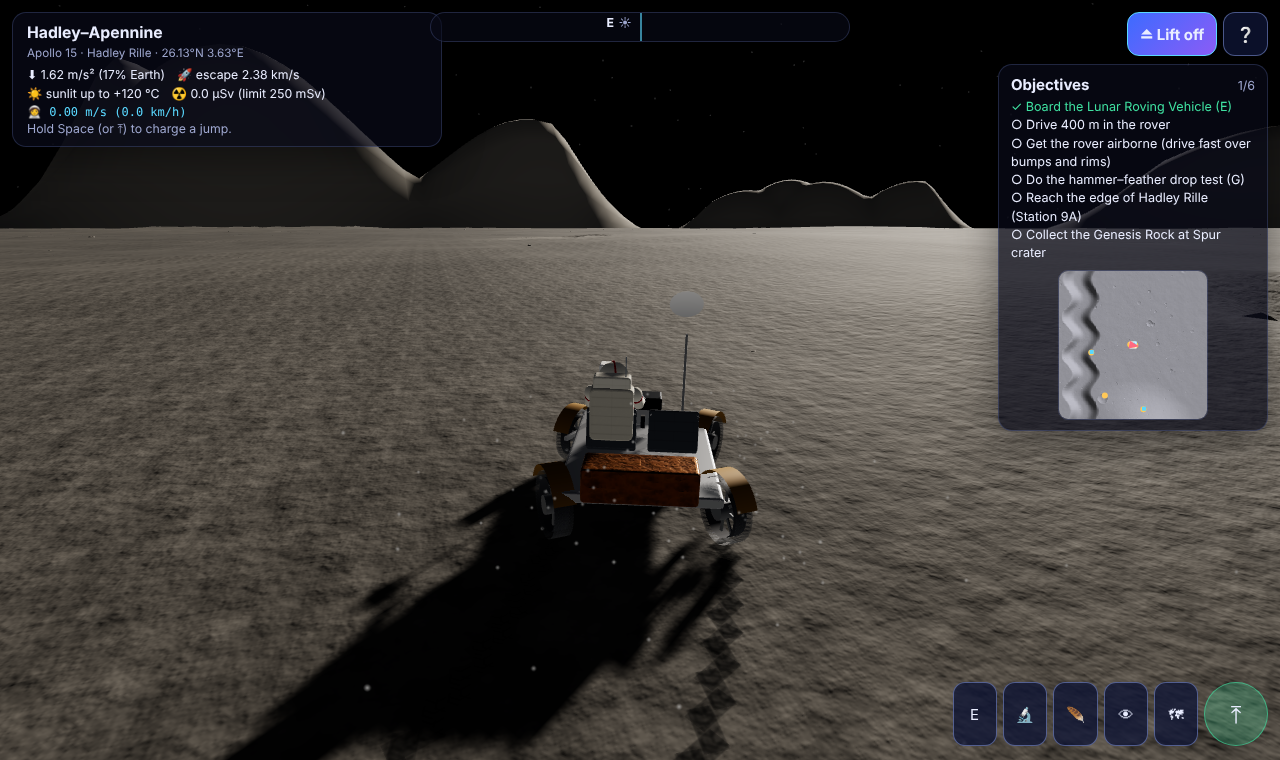 Hadley–Apennine
Apollo 15 · Hadley Rille · 26.13°N 3.63°E
⬇ 1.62 m/s² (17% Earth) 🚀 escape 2.38 km/s
☀️ sunlit up to +120 °C ☢️ 0.0 µSv (limit 250 mSv)
👩‍🚀 0.00 m/s (0.0 km/h)
Hold Space (or ⤒) to charge a jump.
E ☀
⏏ Lift off
?
Objectives 1/6
✓ Board the Lunar Roving Vehicle (E)
○ Drive 400 m in the rover
○ Get the rover airborne (drive fast over
bumps and rims)
○ Do the hammer–feather drop test (G)
○ Reach the edge of Hadley Rille
(Station 9A)
○ Collect the Genesis Rock at Spur
crater
E